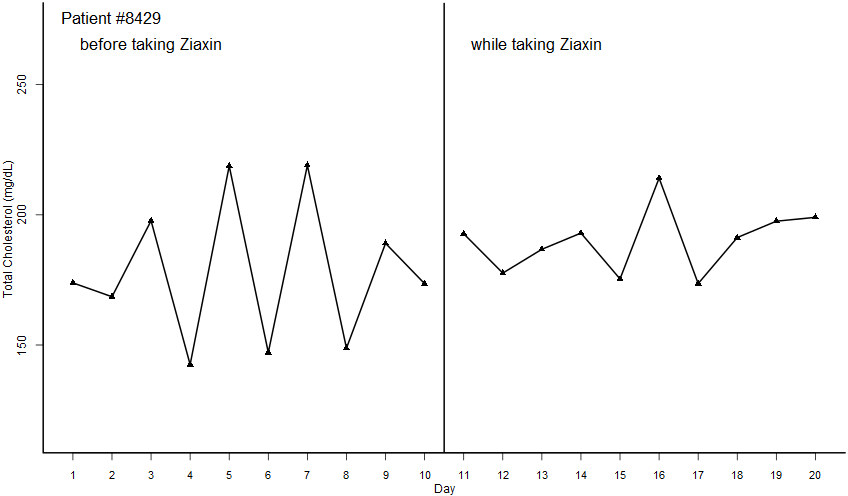 Patient #8429
before taking Ziaxin
while taking Ziaxin
Total Cholesterol (mg/dL)
250
200
150
1 2 3 4 5 6 7 8 9 10 11 12 13 14 15 16 17 18 19 20
Day